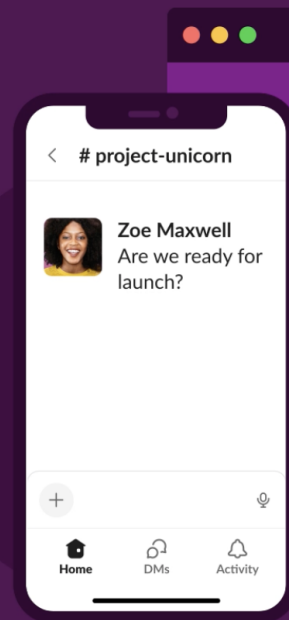 # project-unicorn
Zoe Maxwell
Are we ready for
launch?
Home DMs Activity